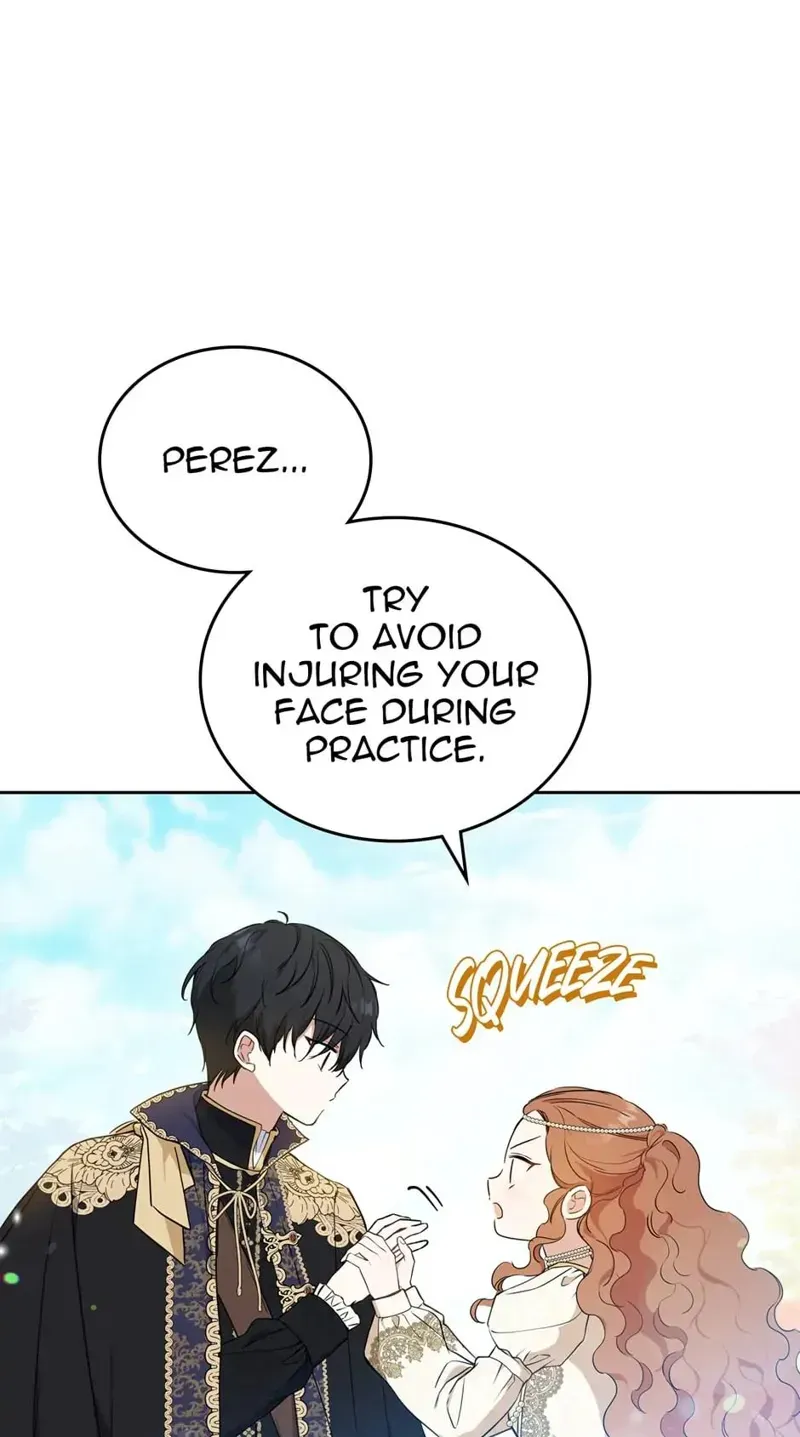 PEREZ...
TRY
TO AVOID
INJURING YOUR
FACE DURING
PRACTICE.
SQUEEZE